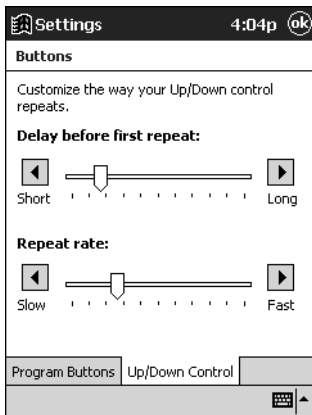 Settings 4:04p ok
Buttons
Customize the way your Up/Down control
repeats.
Delay before first repeat:
Short Long
Repeat rate:
Slow Fast
Program Buttons Up/Down Control